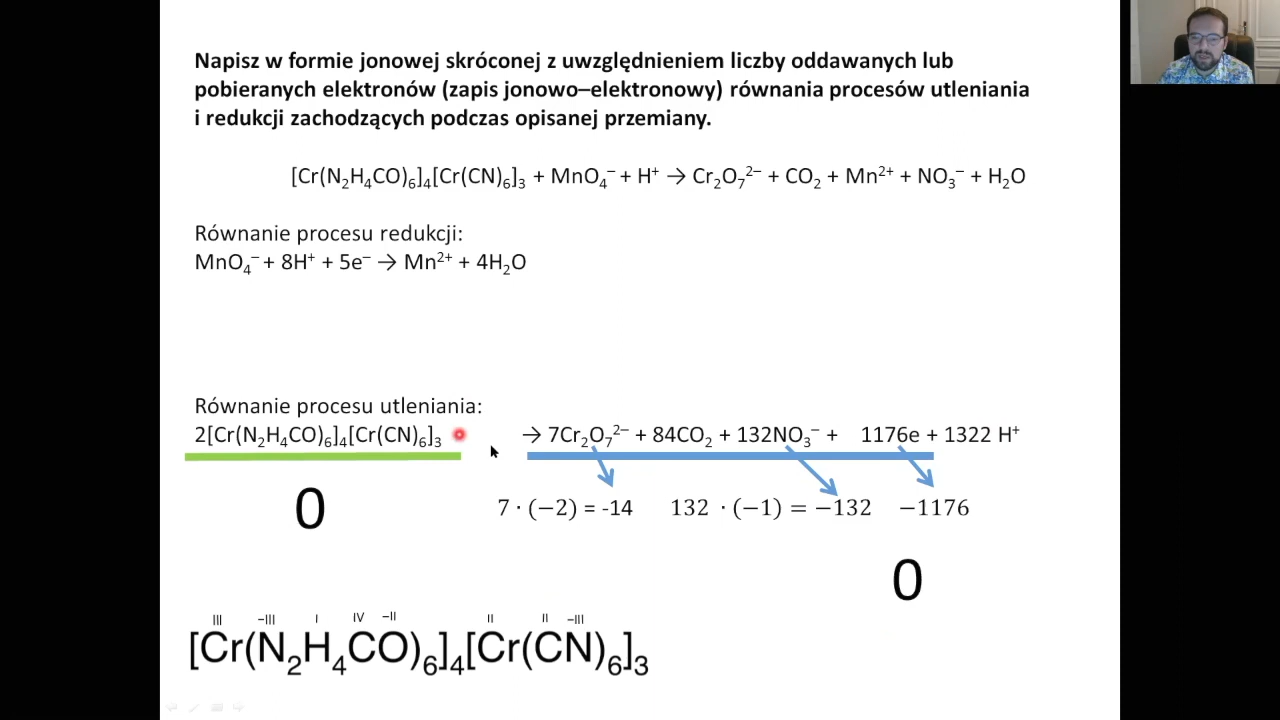 Napisz w formie jonowej skróconej z uwzględnieniem liczby oddawanych lub
pobieranych elektronów (zapis jonowo–elektronowy) równania procesów utleniania
i redukcji zachodzących podczas opisanej przemiany.
[Cr(N₂H₄CO)₆]₄[Cr(CN)₆]₃ + MnO₄⁻ + H⁺ → Cr₂O₇²⁻ + CO₂ + Mn²⁺ + NO₃⁻ + H₂O
Równanie procesu redukcji:
MnO₄⁻ + 8H⁺ + 5e⁻ → Mn²⁺ + 4H₂O
Równanie procesu utleniania:
2[Cr(N₂H₄CO)₆]₄[Cr(CN)₆]₃ → 7Cr₂O₇²⁻ + 84CO₂ + 132NO₃⁻ + 1176e + 1322 H⁺
0 7 · (−2) = -14 132 · (−1) = −132 −1176
0
III −III I IV −II II II −III
[Cr(N₂H₄CO)₆]₄[Cr(CN)₆]₃